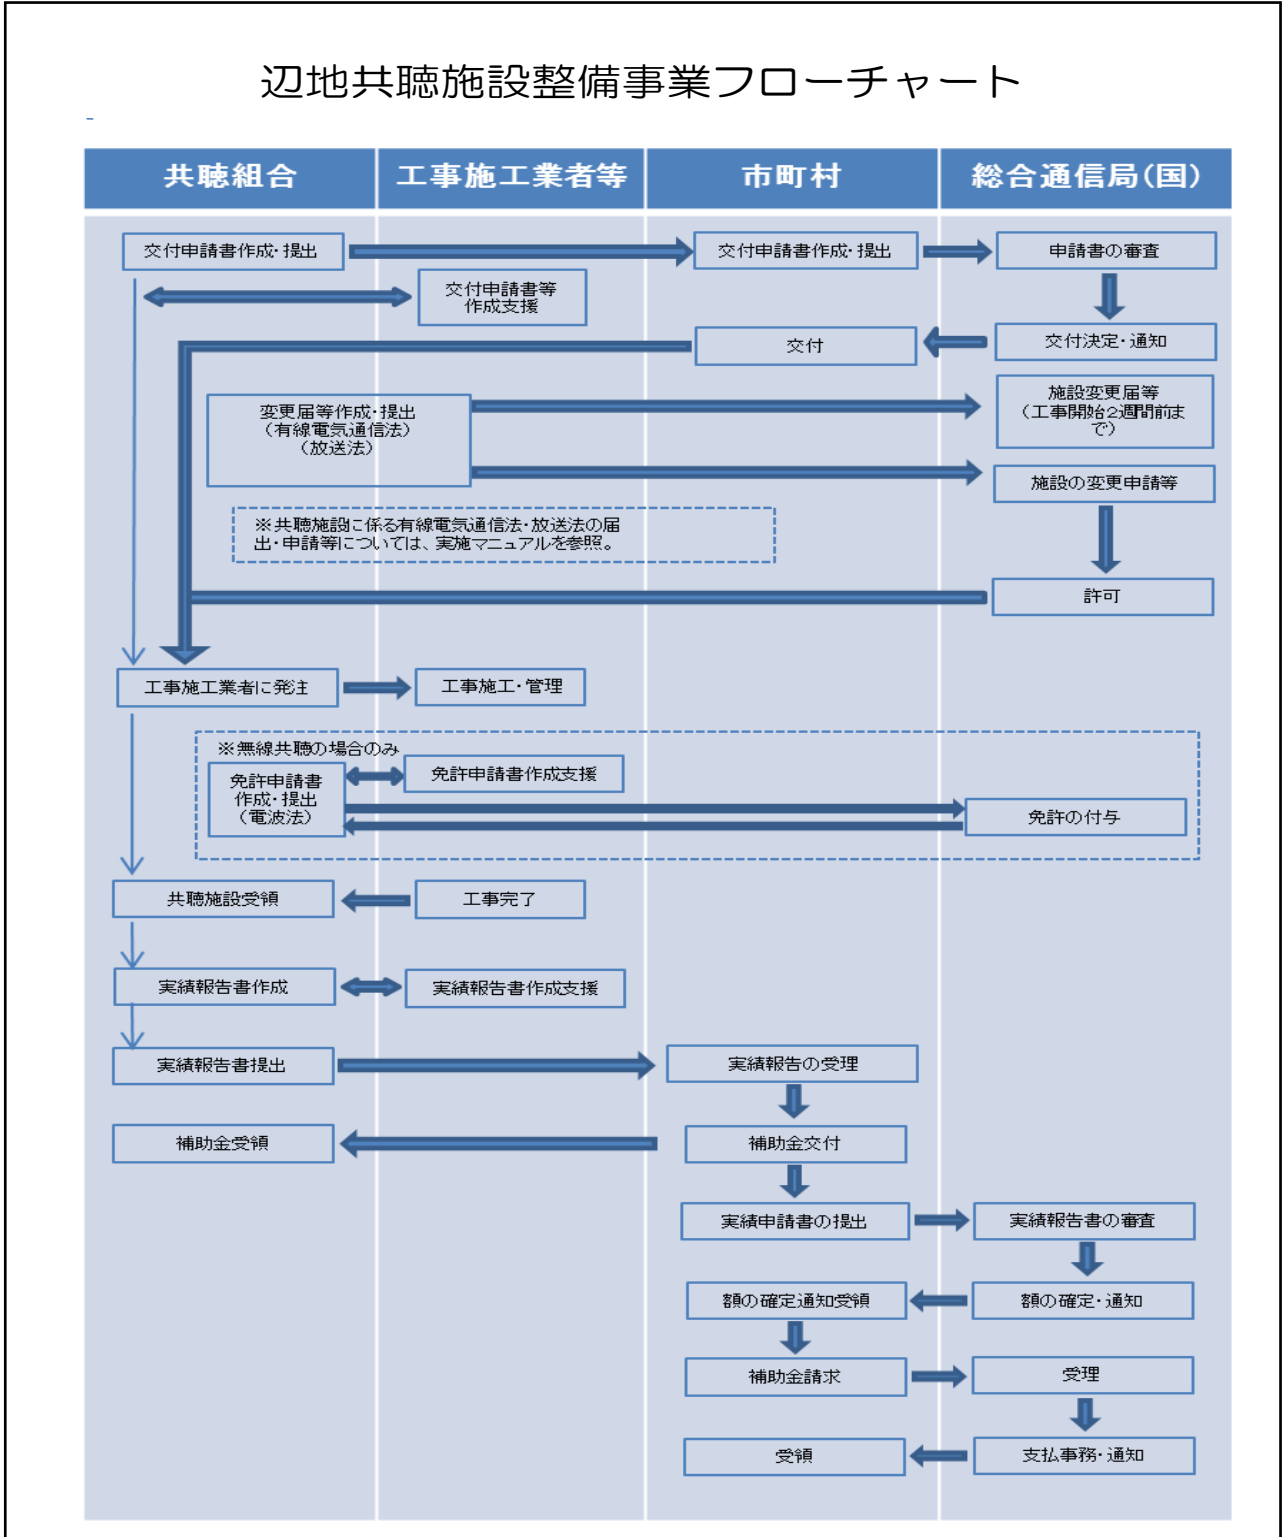 辺地共聴施設整備事業フローチャート
共聴組合
工事施工業者等
市町村
総合通信局(国)
交付申請書作成・提出
交付申請書作成・提出
申請書の審査
交付申請書等
作成支援
交付
交付決定・通知
変更届等作成・提出
(有線電気通信法)
(放送法)
施設変更届等
(工事開始2週間前ま
で)
施設の変更申請等
※共聴施設に係る有線電気通信法・放送法の届
出・申請等については、実施マニュアルを参照。
許可
工事施工業者に発注
工事施工・管理
※無線共聴の場合のみ
免許申請書
作成・提出
(電波法)
免許申請書作成支援
免許の付与
共聴施設受領
工事完了
実績報告書作成
実績報告書作成支援
実績報告書提出
実績報告の受理
補助金受領
補助金交付
実績申請書の提出
実績報告書の審査
額の確定通知受領
額の確定・通知
補助金請求
受理
受領
支払事務・通知